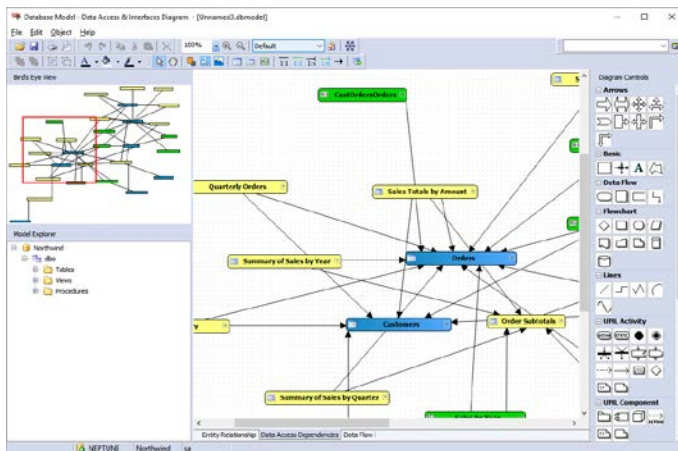 Database Model - Data Access & Interfaces Diagram - [Unnamed3.dbmodel]
File Edit Object Help
100% Default
Birds Eye View
Model Explorer
Northwind
dbo
Tables
Views
Procedures
CustOrdersOrders
Quarterly Orders
Sales Totals by Amount
Orders
Summary of Sales by Year
Customers
Order Subtotals
Summary of Sales by Quarter
Entity Relationship Data Access Dependencies Data Flow
Diagram Controls
Arrows
Basic
Data Flow
Flowchart
Lines
UML Activity
UML Component
NEPTUNE Northwind sa